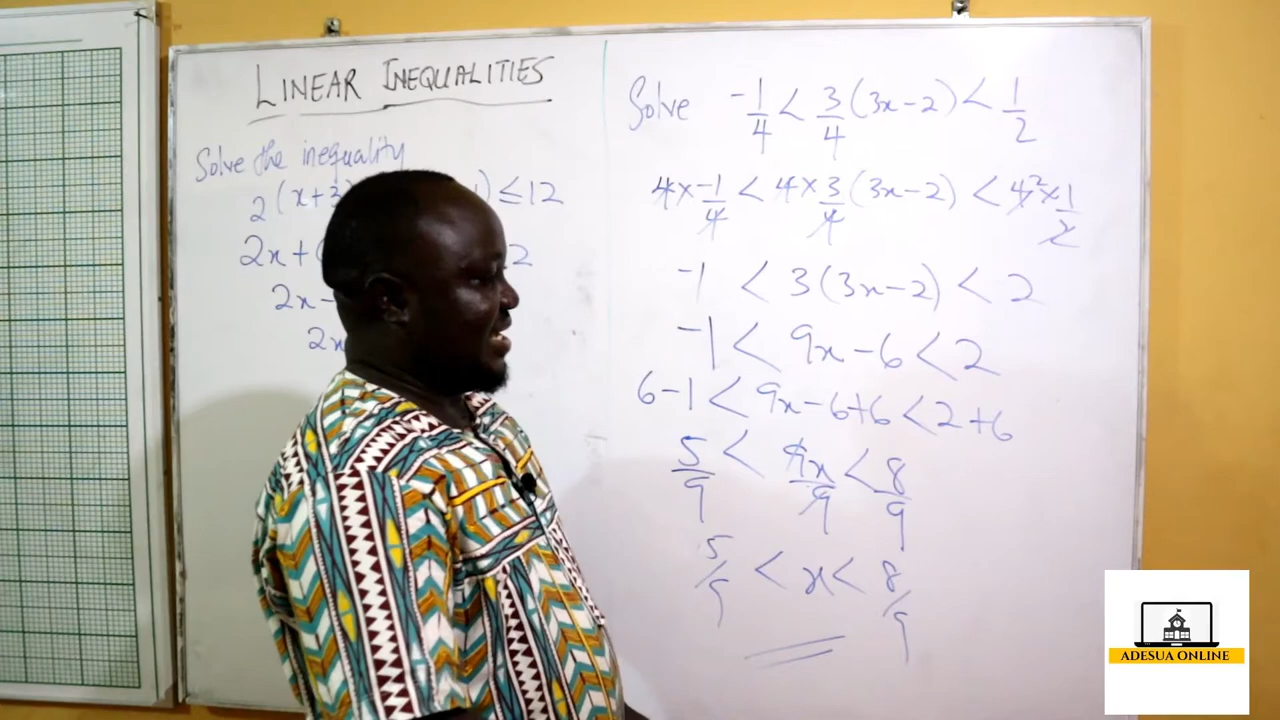 LINEAR INEQUALITIES
Solve the inequality
2(x+3) ) ≤ 12
2x+ 2
2x-
2x
Solve -1/4 < 3/4 (3x-2) < 1/2
4×-1/4 < 4×3/4 (3x-2) < 4²×1/2
-1 < 3(3x-2) < 2
-1 < 9x-6 < 2
6-1 < 9x-6+6 < 2+6
5/9 < 9x/9 < 8/9
5/9 < x < 8/9
ADESUA ONLINE